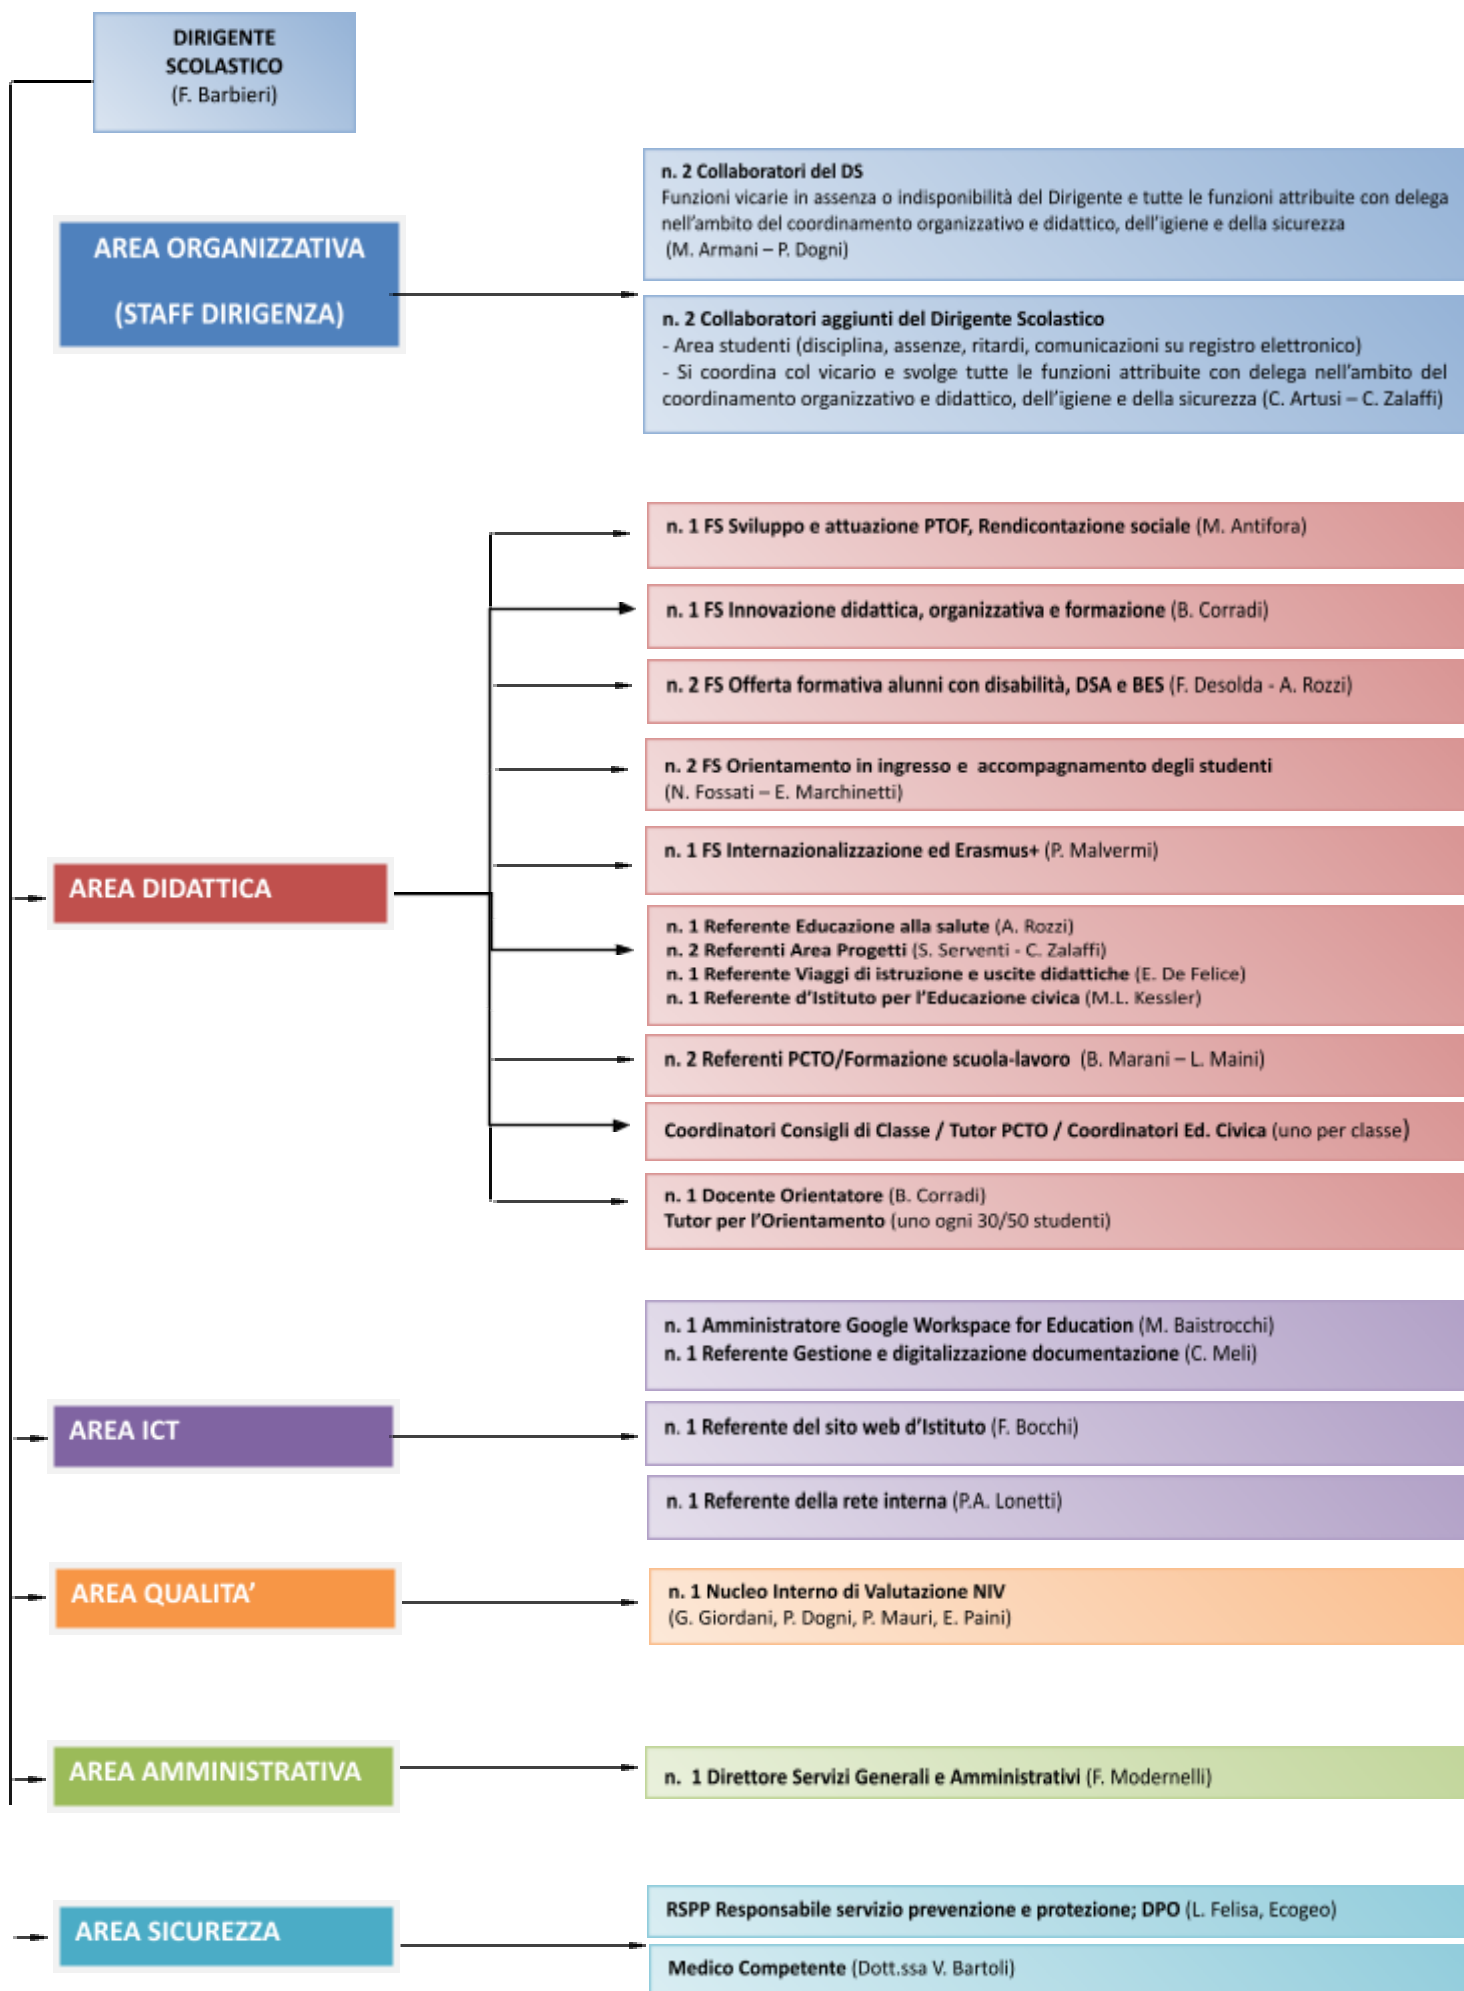 DIRIGENTE
SCOLASTICO
(F. Barbieri)
AREA ORGANIZZATIVA
(STAFF DIRIGENZA)
n. 2 Collaboratori del DS
Funzioni vicarie in assenza o indisponibilità del Dirigente e tutte le funzioni attribuite con delega
nell'ambito del coordinamento organizzativo e didattico, dell'igiene e della sicurezza
(M. Armani – P. Dogni)
n. 2 Collaboratori aggiunti del Dirigente Scolastico
- Area studenti (disciplina, assenze, ritardi, comunicazioni su registro elettronico)
- Si coordina col vicario e svolge tutte le funzioni attribuite con delega nell'ambito del
coordinamento organizzativo e didattico, dell'igiene e della sicurezza (C. Artusi – C. Zalaffi)
AREA DIDATTICA
n. 1 FS Sviluppo e attuazione PTOF, Rendicontazione sociale (M. Antifora)
n. 1 FS Innovazione didattica, organizzativa e formazione (B. Corradi)
n. 2 FS Offerta formativa alunni con disabilità, DSA e BES (F. Desolda - A. Rozzi)
n. 2 FS Orientamento in ingresso e  accompagnamento degli studenti
(N. Fossati – E. Marchinetti)
n. 1 FS Internazionalizzazione ed Erasmus+ (P. Malvermi)
n. 1 Referente Educazione alla salute (A. Rozzi)
n. 2 Referenti Area Progetti (S. Serventi - C. Zalaffi)
n. 1 Referente Viaggi di istruzione e uscite didattiche (E. De Felice)
n. 1 Referente d'Istituto per l'Educazione civica (M.L. Kessler)
n. 2 Referenti PCTO/Formazione scuola-lavoro  (B. Marani – L. Maini)
Coordinatori Consigli di Classe / Tutor PCTO / Coordinatori Ed. Civica (uno per classe)
n. 1 Docente Orientatore (B. Corradi)
Tutor per l'Orientamento (uno ogni 30/50 studenti)
AREA ICT
n. 1 Amministratore Google Workspace for Education (M. Baistrocchi)
n. 1 Referente Gestione e digitalizzazione documentazione (C. Meli)
n. 1 Referente del sito web d'Istituto (F. Bocchi)
n. 1 Referente della rete interna (P.A. Lonetti)
AREA QUALITA'
n. 1 Nucleo Interno di Valutazione NIV
(G. Giordani, P. Dogni, P. Mauri, E. Paini)
AREA AMMINISTRATIVA
n.  1 Direttore Servizi Generali e Amministrativi (F. Modernelli)
AREA SICUREZZA
RSPP Responsabile servizio prevenzione e protezione; DPO (L. Felisa, Ecogeo)
Medico Competente (Dott.ssa V. Bartoli)